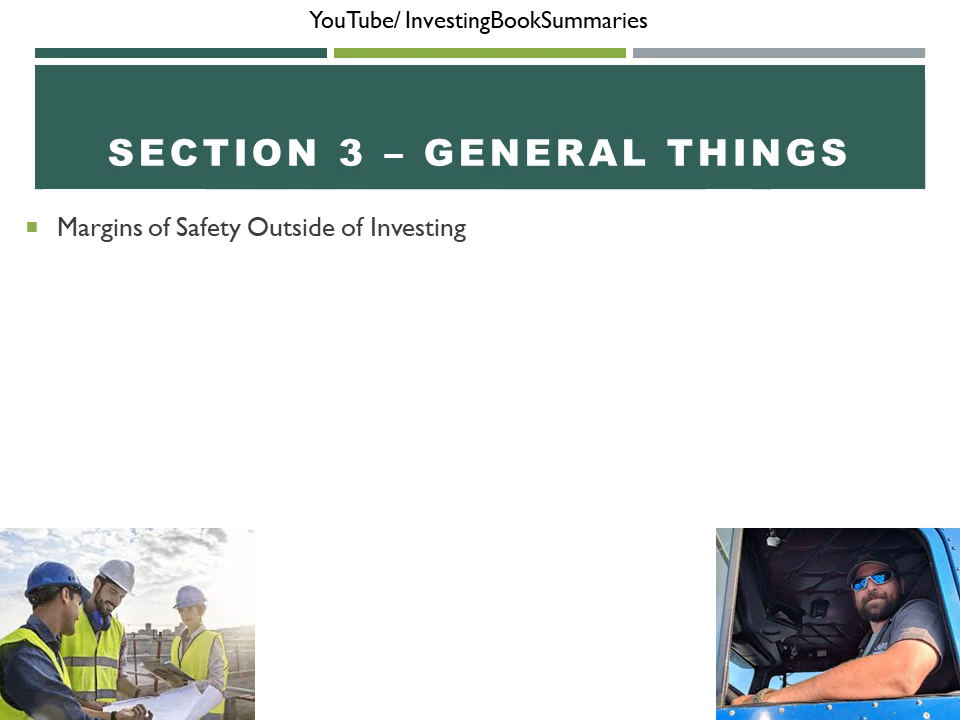 YouTube/ InvestingBookSummaries
SECTION 3 – GENERAL THINGS
Margins of Safety Outside of Investing